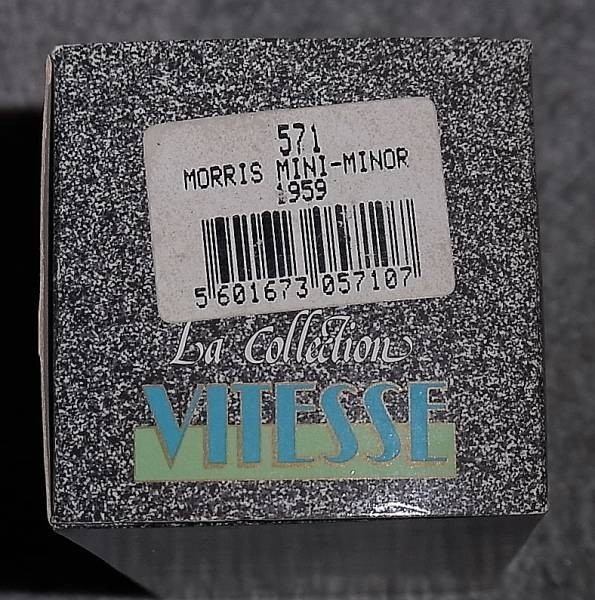 571
MORRIS MINI-MINOR
1959
5 601673 057107
La Collection
VITESSE